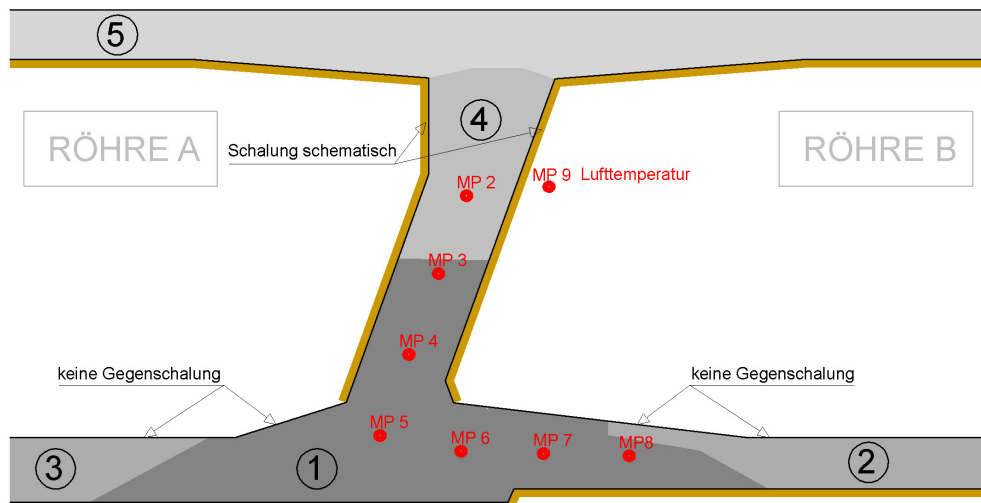 5
4
RÖHRE A
Schalung schematisch
RÖHRE B
MP 2
MP 9 Lufttemperatur
MP 3
MP 4
keine Gegenschalung
keine Gegenschalung
MP 5
MP 6
MP 7
MP8
3
1
2